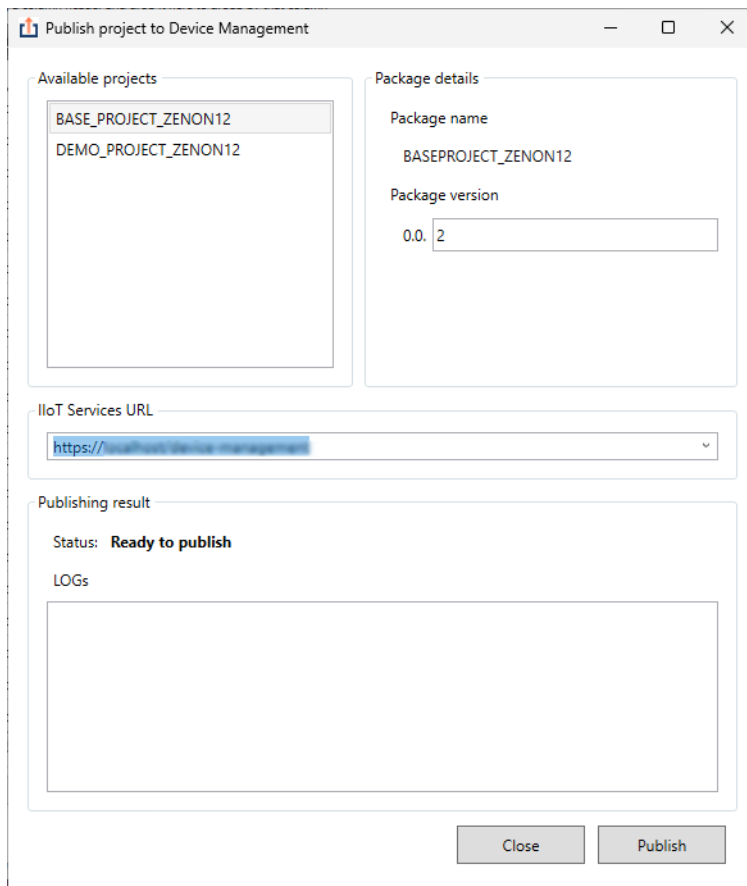 Publish project to Device Management
Available projects
BASE_PROJECT_ZENON12
DEMO_PROJECT_ZENON12
Package details
Package name
BASEPROJECT_ZENON12
Package version
0.0. 2
IIoT Services URL
https://
Publishing result
Status: Ready to publish
LOGs
Close Publish